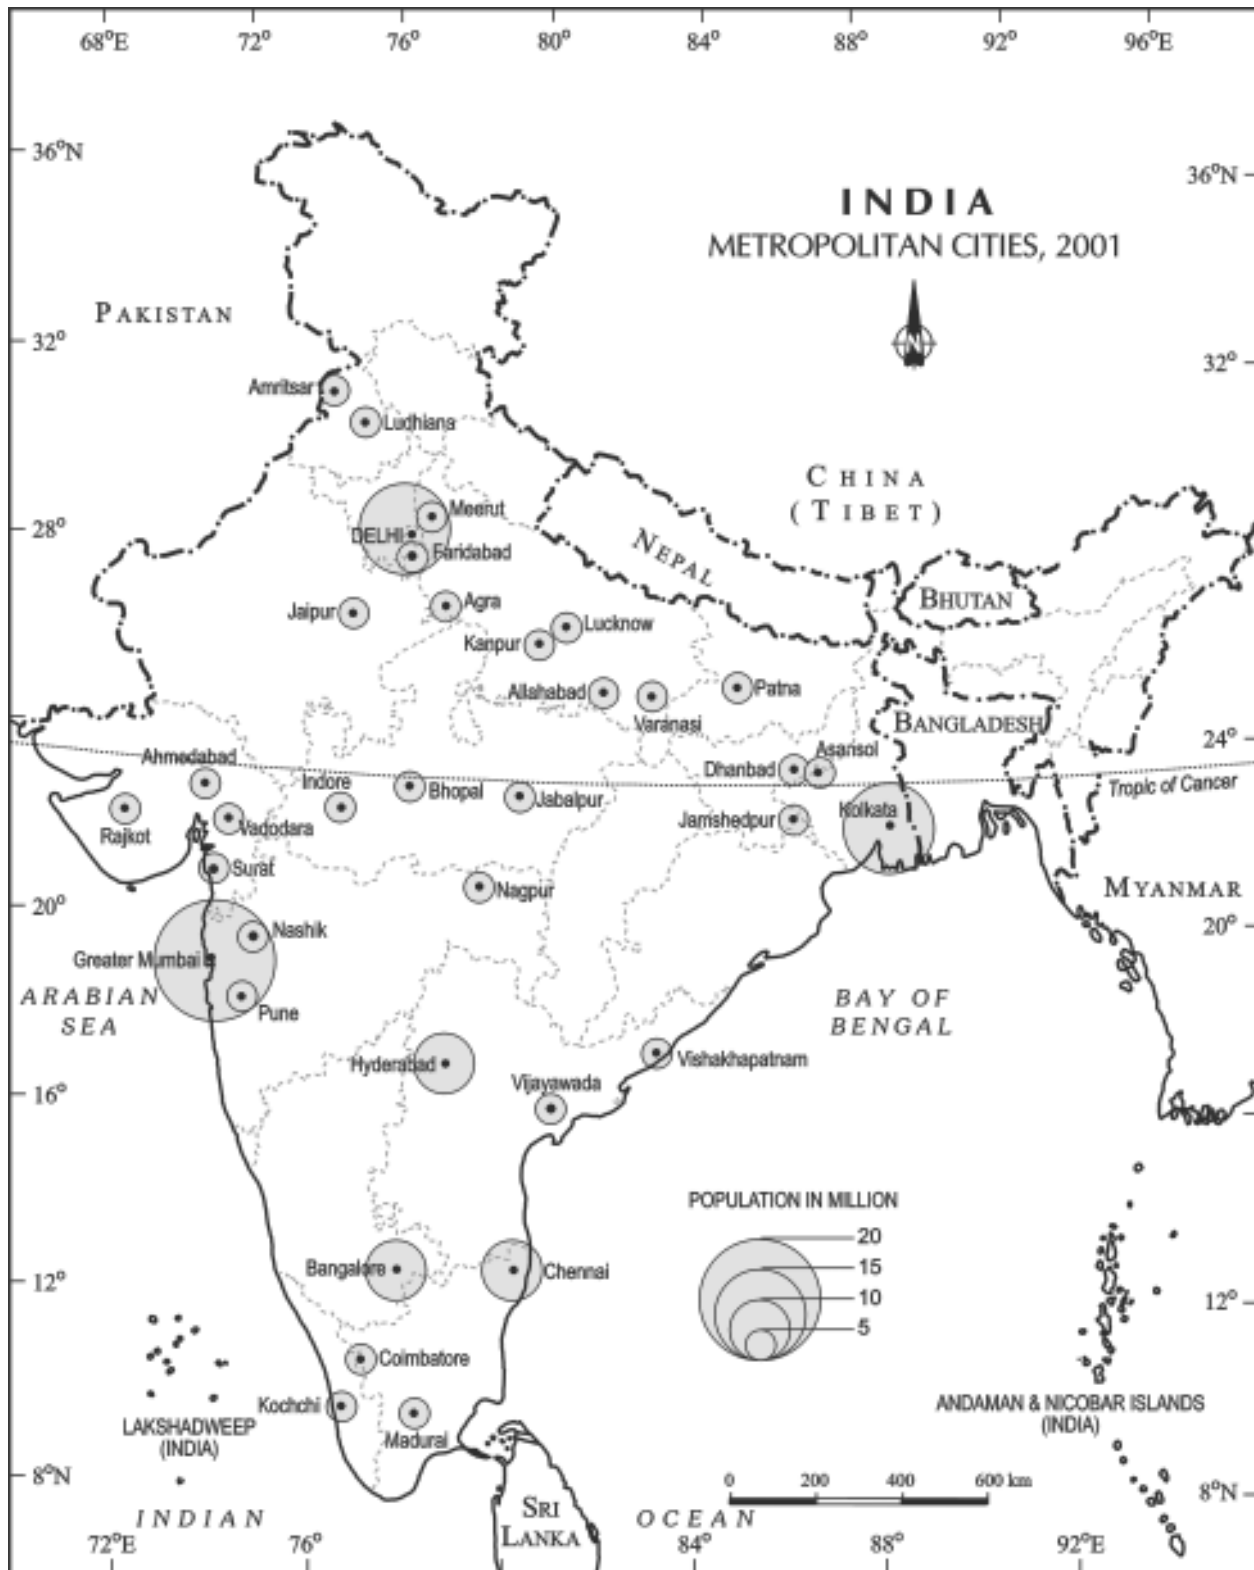 68°E 72° 76° 80° 84° 88° 92° 96°E
36°N
36°N
INDIA
METROPOLITAN CITIES, 2001
N
PAKISTAN
32°
32°
Amritsar
Ludhiana
CHINA
(TIBET)
28°
28°
Meerut
DELHI
Faridabad
NEPAL
BHUTAN
Jaipur
Agra
Lucknow
Kanpur
Allahabad
Varanasi
Patna
BANGLADESH
24°
Asansol
Dhanbad
Ahmedabad
Indore
Bhopal
Jabalpur
Tropic of Cancer
Rajkot
Vadodara
Jamshedpur
Kolkata
Surat
Nagpur
MYANMAR
20°
20°
Nashik
Greater Mumbai
Pune
ARABIAN
SEA
BAY OF
BENGAL
Hyderabad
Vishakhapatnam
Vijayawada
16°
POPULATION IN MILLION
20
15
10
5
Bangalore
Chennai
12°
12°
Coimbatore
Kochchi
Madurai
LAKSHADWEEP
(INDIA)
ANDAMAN & NICOBAR ISLANDS
(INDIA)
8°N
8°N
0 200 400 600 km
INDIAN
OCEAN
SRI
LANKA
72°E 76° 84° 88° 92°E